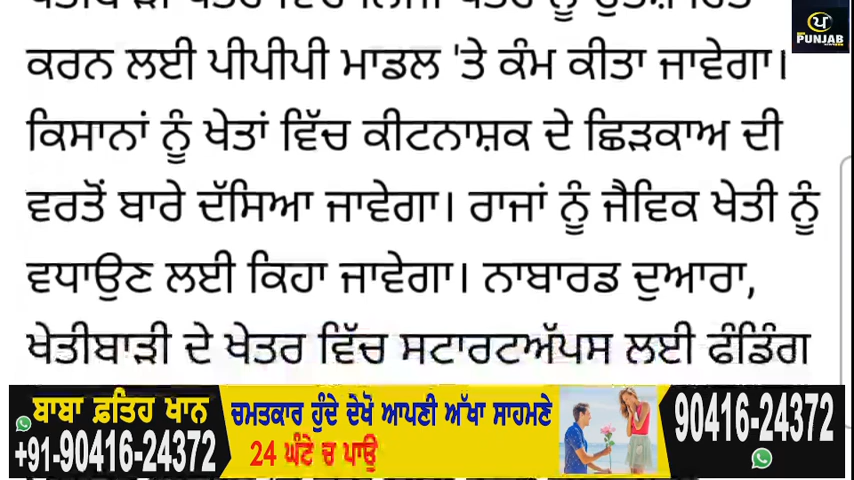 ਕਰਨ ਲਈ ਪੀਪੀਪੀ ਮਾਡਲ 'ਤੇ ਕੰਮ ਕੀਤਾ ਜਾਵੇਗਾ।
ਕਿਸਾਨਾਂ ਨੂੰ ਖੇਤਾਂ ਵਿੱਚ ਕੀਟਨਾਸ਼ਕ ਦੇ ਛਿੜਕਾਅ ਦੀ
ਵਰਤੋਂ ਬਾਰੇ ਦੱਸਿਆ ਜਾਵੇਗਾ। ਰਾਜਾਂ ਨੂੰ ਜੈਵਿਕ ਖੇਤੀ ਨੂੰ
ਵਧਾਉਣ ਲਈ ਕਿਹਾ ਜਾਵੇਗਾ। ਨਾਬਾਰਡ ਦੁਆਰਾ,
ਖੇਤੀਬਾੜੀ ਦੇ ਖੇਤਰ ਵਿੱਚ ਸਟਾਰਟਅੱਪਸ ਲਈ ਫੰਡਿੰਗ
ਪ
PUNJAB
ਬਾਬਾ ਫ਼ਤਿਹ ਖਾਨ
+91-90416-24372
ਚਮਤਕਾਰ ਹੁੰਦੇ ਦੇਖੋ ਆਪਣੀ ਅੱਖਾ ਸਾਹਮਣੇ
24 ਘੰਟੇ ਚ ਪਾਉ
90416-24372